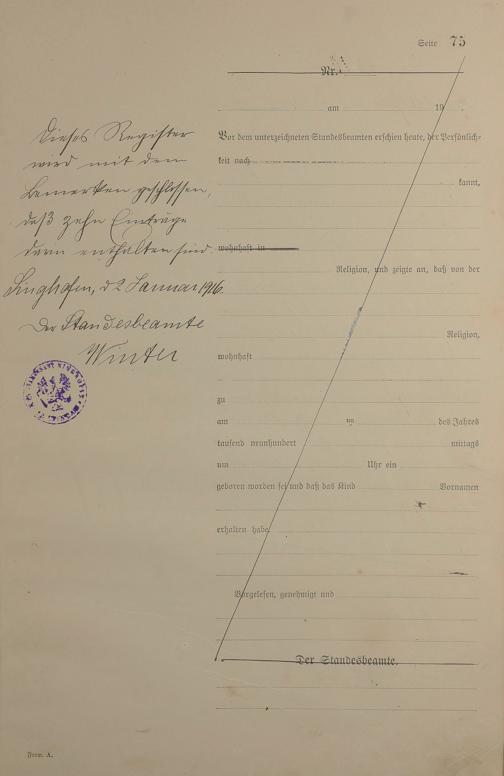 Seite 75
Nr.
am 19
Dieses Register
Vor dem unterzeichneten Standesbeamten erschien heute, der Persönlich-
wird mit dem
keit nach
Bemerken geschlossen,
kannt,
daß zehn Einträge
darin enthalten sind.
wohnhaft in
Religion, und zeigte an, daß von der
Singhofen, d 2 Januar 1916.
Der Standesbeamte
Religion,
Winter
wohnhaft
zu
am des Jahres
tausend neunhundert mittags
um Uhr ein
geboren worden sei und daß das Kind Vornamen
erhalten habe
Vorgelesen, genehmigt und
Der Standesbeamte.
Form. A.